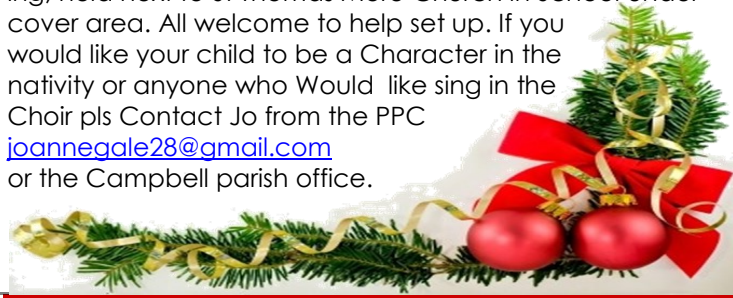 cover area. All welcome to help set up. If you
would like your child to be a Character in the
nativity or anyone who Would like sing in the
Choir pls Contact Jo from the PPC
joannegale28@gmail.com
or the Campbell parish office.